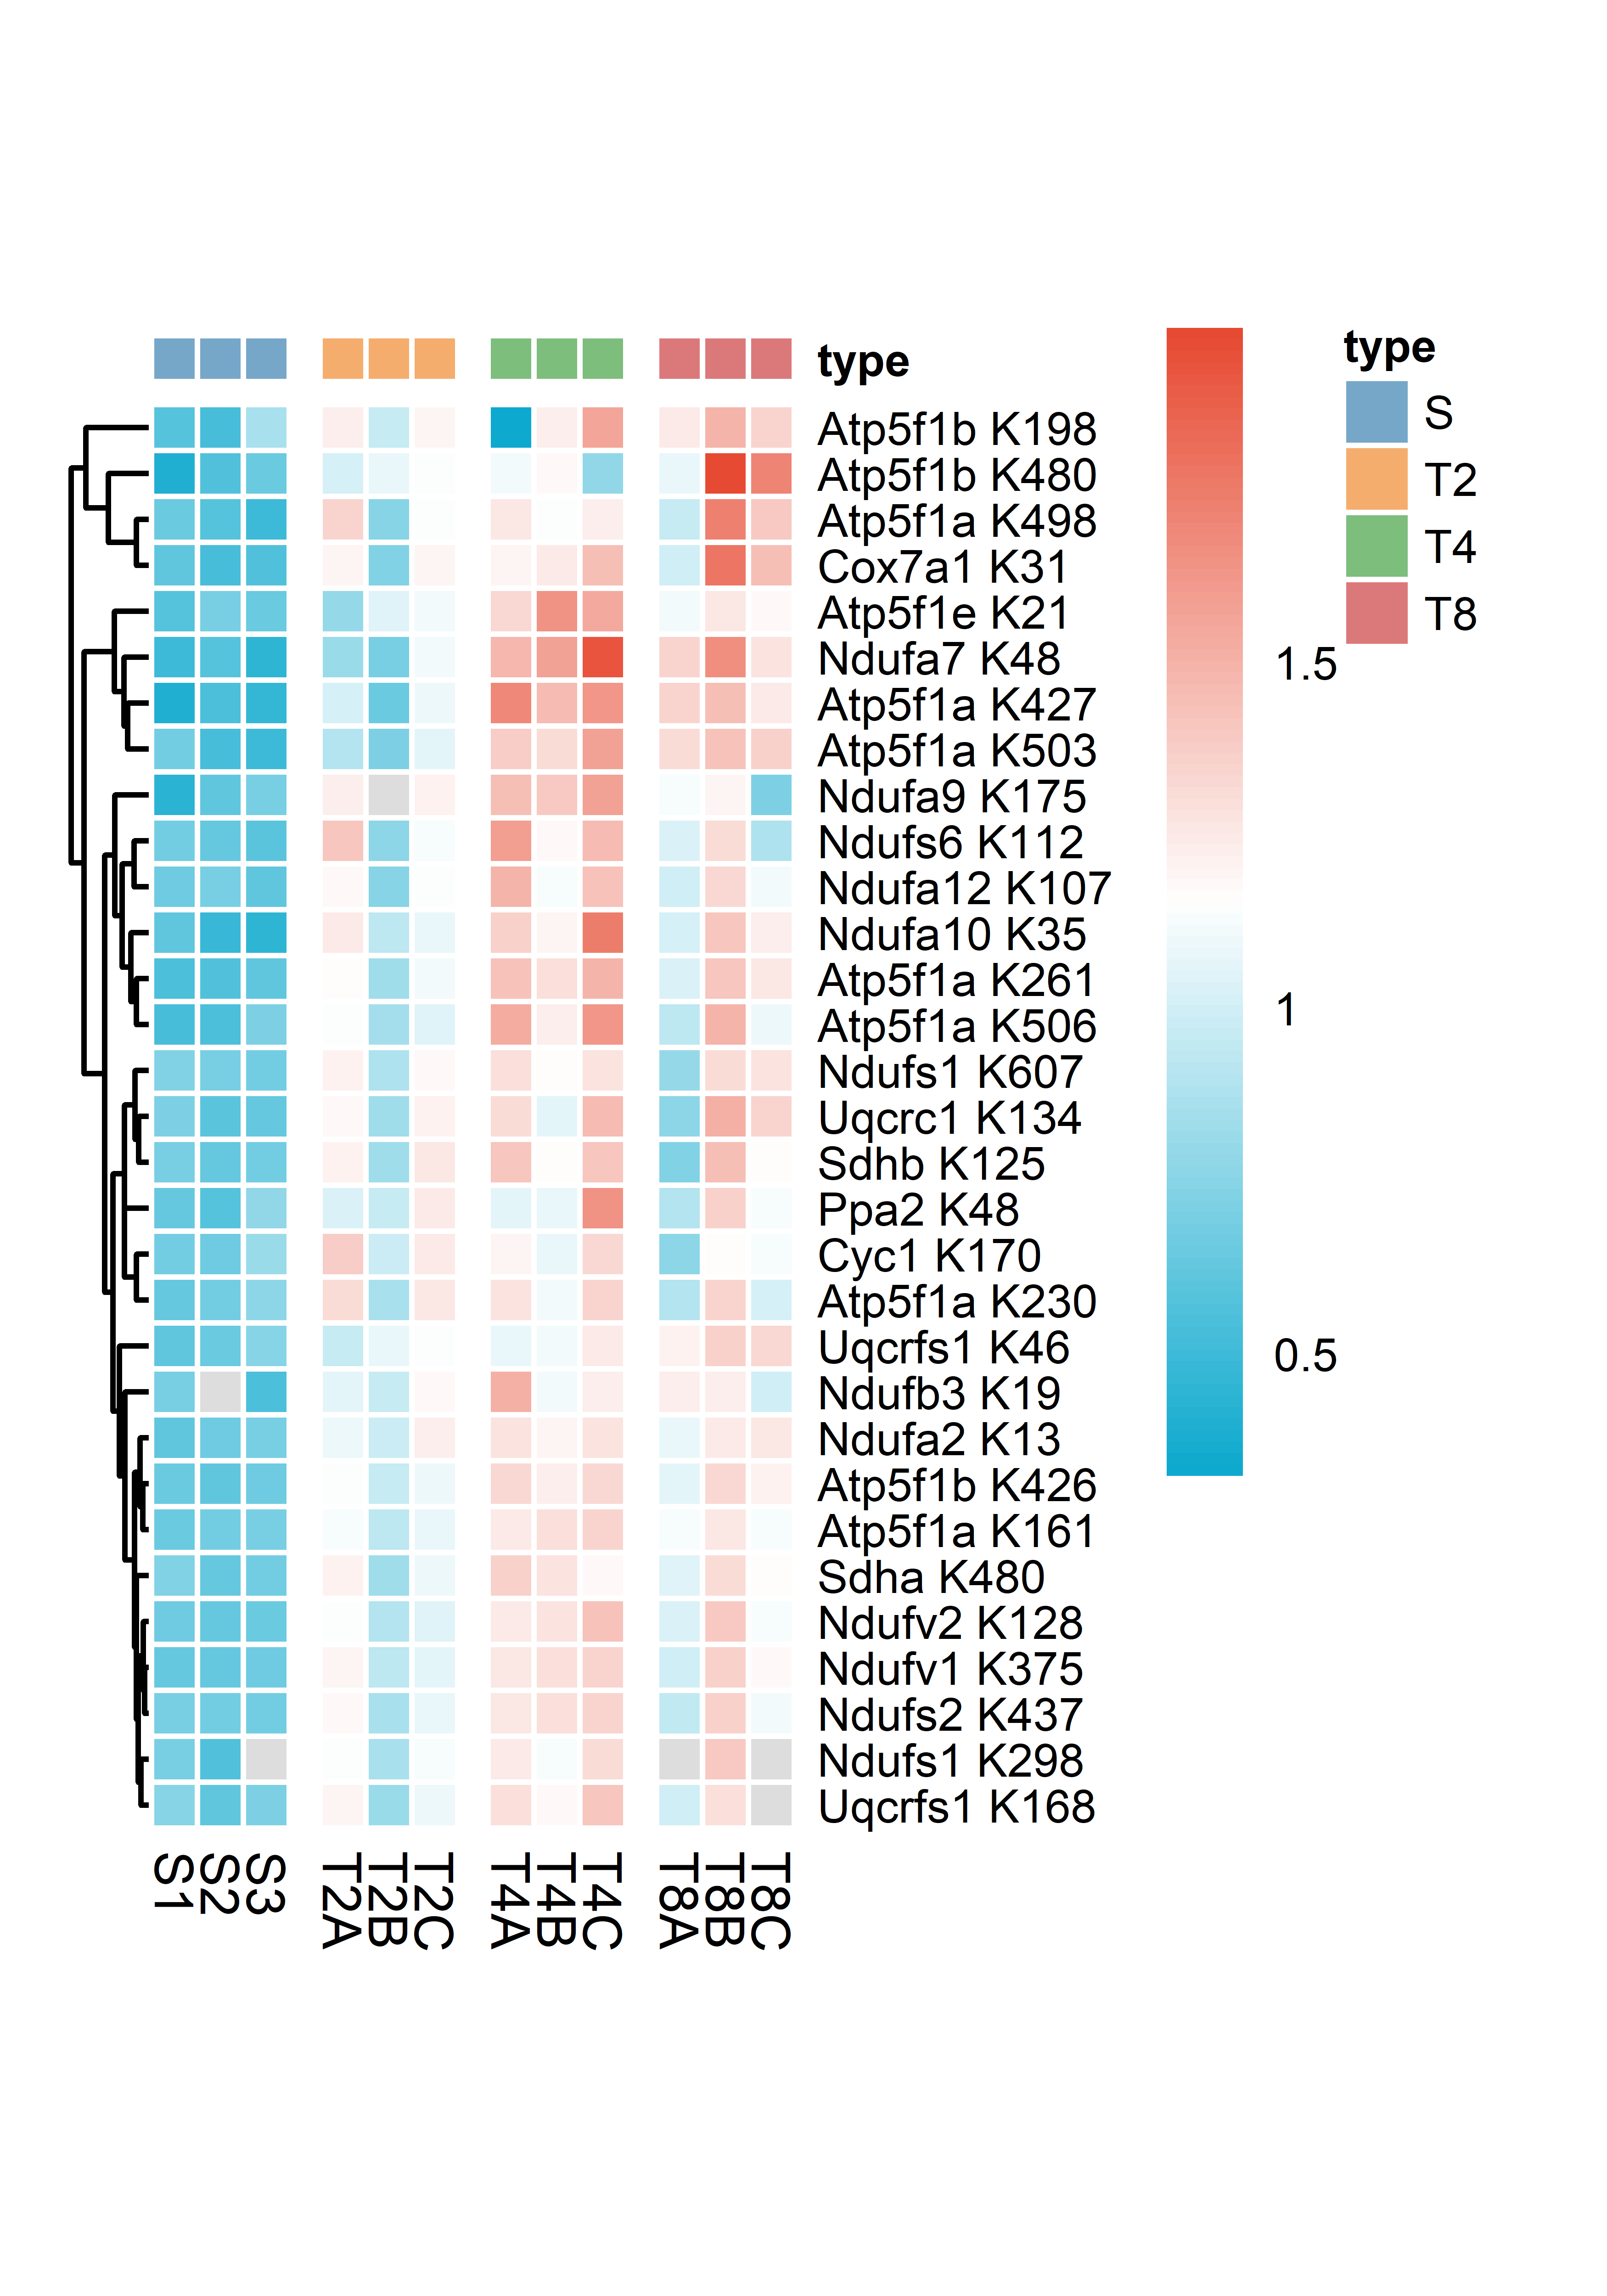 type
Atp5f1b K198
Atp5f1b K480
Atp5f1a K498
Cox7a1 K31
Atp5f1e K21
Ndufa7 K48
Atp5f1a K427
Atp5f1a K503
Ndufa9 K175
Ndufs6 K112
Ndufa12 K107
Ndufa10 K35
Atp5f1a K261
Atp5f1a K506
Ndufs1 K607
Uqcrc1 K134
Sdhb K125
Ppa2 K48
Cyc1 K170
Atp5f1a K230
Uqcrfs1 K46
Ndufb3 K19
Ndufa2 K13
Atp5f1b K426
Atp5f1a K161
Sdha K480
Ndufv2 K128
Ndufv1 K375
Ndufs2 K437
Ndufs1 K298
Uqcrfs1 K168
S1
S2
S3
T2A
T2B
T2C
T4A
T4B
T4C
T8A
T8B
T8C
1.5
1
0.5
type
S
T2
T4
T8